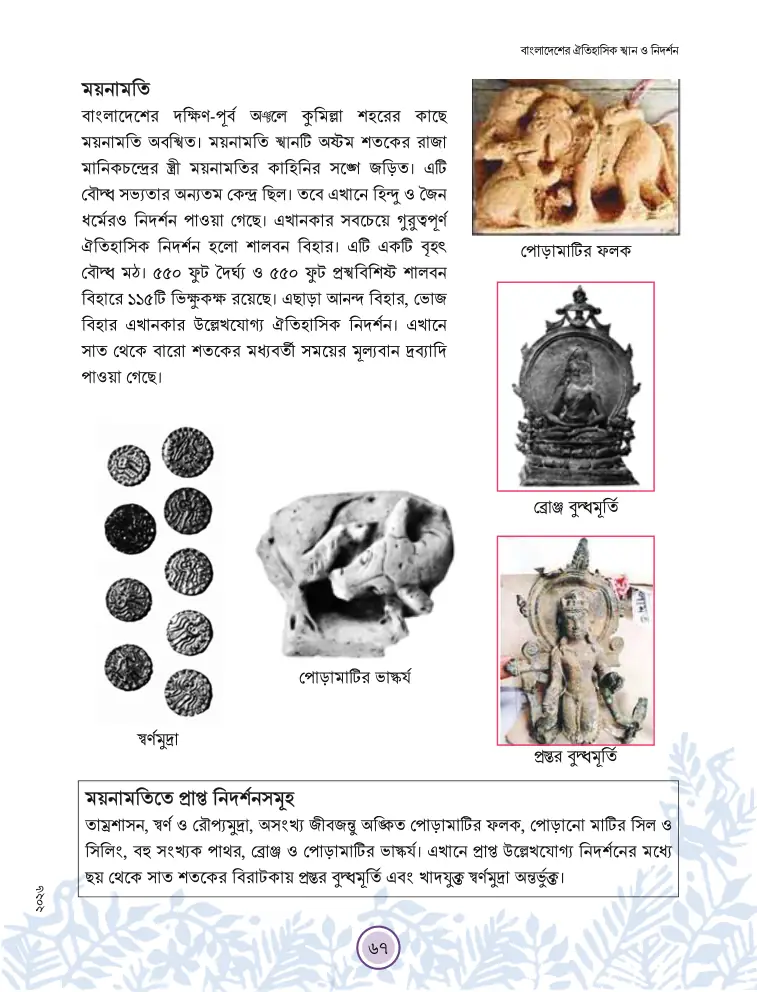 বাংলাদেশের ঐতিহাসিক স্থান ও নিদর্শন
ময়নামতি
বাংলাদেশের দক্ষিণ-পূর্ব অঞ্চলে কুমিল্লা শহরের কাছে
ময়নামতি অবস্থিত। ময়নামতি স্থানটি অষ্টম শতকের রাজা
মানিকচন্দ্রের স্ত্রী ময়নামতির কাহিনির সঙ্গে জড়িত। এটি
বৌদ্ধ সভ্যতার অন্যতম কেন্দ্র ছিল। তবে এখানে হিন্দু ও জৈন
ধর্মেরও নিদর্শন পাওয়া গেছে। এখানকার সবচেয়ে গুরুত্বপূর্ণ
ঐতিহাসিক নিদর্শন হলো শালবন বিহার। এটি একটি বৃহৎ
বৌদ্ধ মঠ। ৫৫০ ফুট দৈর্ঘ্য ও ৫৫০ ফুট প্রস্থবিশিষ্ট শালবন
বিহারে ১১৫টি ভিক্ষুকক্ষ রয়েছে। এছাড়া আনন্দ বিহার, ভোজ
বিহার এখানকার উল্লেখযোগ্য ঐতিহাসিক নিদর্শন। এখানে
সাত থেকে বারো শতকের মধ্যবর্তী সময়ের মূল্যবান দ্রব্যাদি
পাওয়া গেছে।
পোড়ামাটির ফলক
ব্রোঞ্জ বুদ্ধমূর্তি
পোড়ামাটির ভাস্কর্য
স্বর্ণমুদ্রা
প্রস্তর বুদ্ধমূর্তি
ময়নামতিতে প্রাপ্ত নিদর্শনসমূহ
তাম্রশাসন, স্বর্ণ ও রৌপ্যমুদ্রা, অসংখ্য জীবজন্তু অঙ্কিত পোড়ামাটির ফলক, পোড়ানো মাটির সিল ও
সিলিং, বহু সংখ্যক পাথর, ব্রোঞ্জ ও পোড়ামাটির ভাস্কর্য। এখানে প্রাপ্ত উল্লেখযোগ্য নিদর্শনের মধ্যে
ছয় থেকে সাত শতকের বিরাটকায় প্রস্তর বুদ্ধমূর্তি এবং খাদযুক্ত স্বর্ণমুদ্রা অন্তর্ভুক্ত।
২০২৬
৬৭